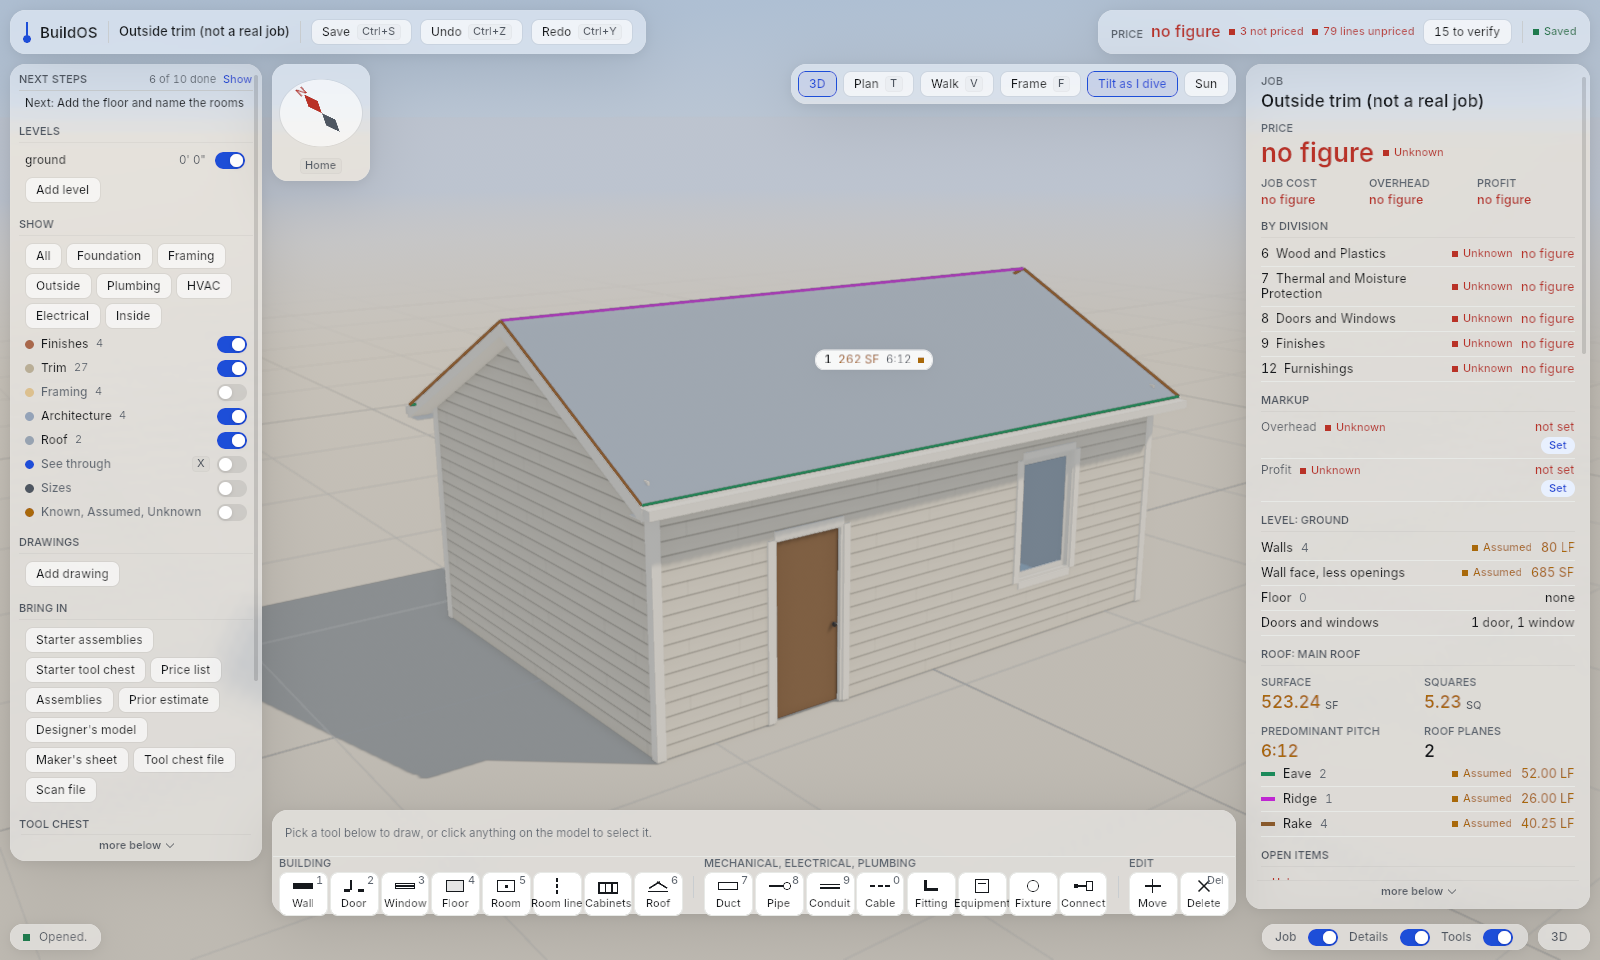 BuildOS
Outside trim (not a real job)
Save Ctrl+S
Undo Ctrl+Z
Redo Ctrl+Y
PRICE no figure 3 not priced 79 lines unpriced 15 to verify Saved
NEXT STEPS 6 of 10 done Show
Next: Add the floor and name the rooms
LEVELS
ground 0' 0"
Add level
SHOW
All Foundation Framing
Outside Plumbing HVAC
Electrical Inside
Finishes 4
Trim 27
Framing 4
Architecture 4
Roof 2
See through X
Sizes
Known, Assumed, Unknown
DRAWINGS
Add drawing
BRING IN
Starter assemblies
Starter tool chest Price list
Assemblies Prior estimate
Designer's model
Maker's sheet Tool chest file
Scan file
TOOL CHEST
more below
Opened.
N
Home
3D Plan T Walk V Frame F Tilt as I dive Sun
1 262 SF 6:12
Pick a tool below to draw, or click anything on the model to select it.
BUILDING
1 Wall
2 Door
3 Window
4 Floor
5 Room
Room line
Cabinets
6 Roof
MECHANICAL, ELECTRICAL, PLUMBING
7 Duct
8 Pipe
9 Conduit
0 Cable
Fitting
Equipment
Fixture
Connect
EDIT
Move
Del Delete
JOB
Outside trim (not a real job)
PRICE
no figure Unknown
JOB COST OVERHEAD PROFIT
no figure no figure no figure
BY DIVISION
6 Wood and Plastics Unknown no figure
7 Thermal and Moisture
Protection Unknown no figure
8 Doors and Windows Unknown no figure
9 Finishes Unknown no figure
12 Furnishings Unknown no figure
MARKUP
Overhead Unknown not set
Set
Profit Unknown not set
Set
LEVEL: GROUND
Walls 4 Assumed 80 LF
Wall face, less openings Assumed 685 SF
Floor 0 none
Doors and windows 1 door, 1 window
ROOF: MAIN ROOF
SURFACE SQUARES
523.24 SF 5.23 SQ
PREDOMINANT PITCH ROOF PLANES
6:12 2
Eave 2 Assumed 52.00 LF
Ridge 1 Assumed 26.00 LF
Rake 4 Assumed 40.25 LF
OPEN ITEMS
more below
Job Details Tools 3D